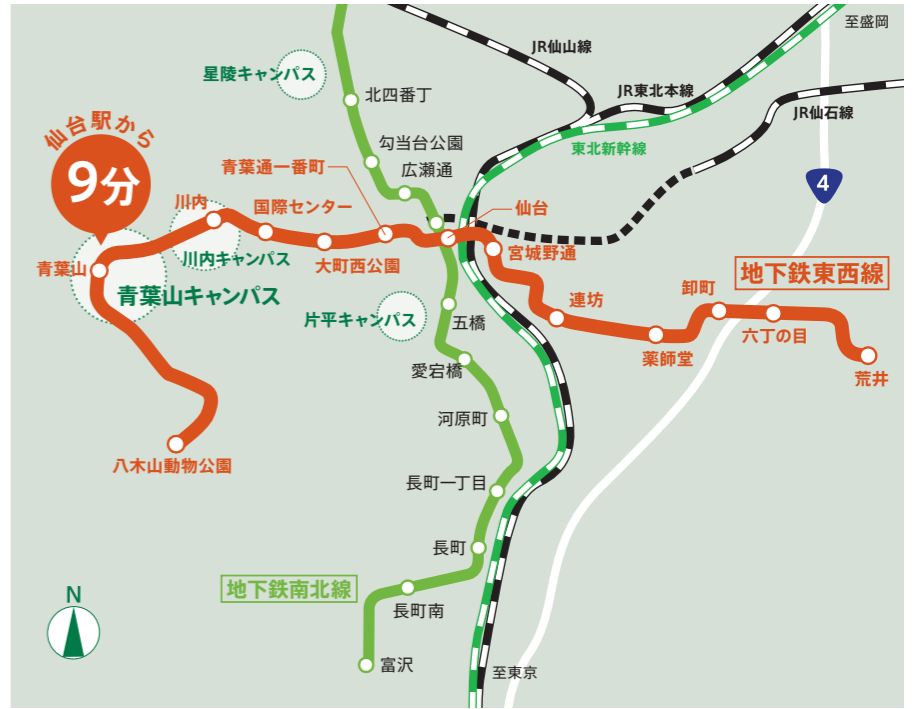 至盛岡
JR仙山線
星陵キャンパス
JR東北本線
北四番丁
JR仙石線
仙台駅から
9分
勾当台公園
東北新幹線
青葉通一番町
広瀬通
4
川内
国際センター
仙台
川内キャンパス
大町西公園
宮城野通
青葉山
地下鉄東西線
青葉山キャンパス
連坊
卸町
片平キャンパス
五橋
薬師堂
六丁の目
愛宕橋
荒井
河原町
八木山動物公園
長町一丁目
長町
地下鉄南北線
N
長町南
富沢
至東京